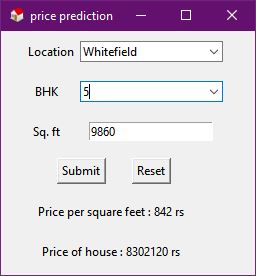 price prediction
Location Whitefield
BHK 5
Sq. ft 9860
Submit Reset
Price per square feet : 842 rs
Price of house : 8302120 rs